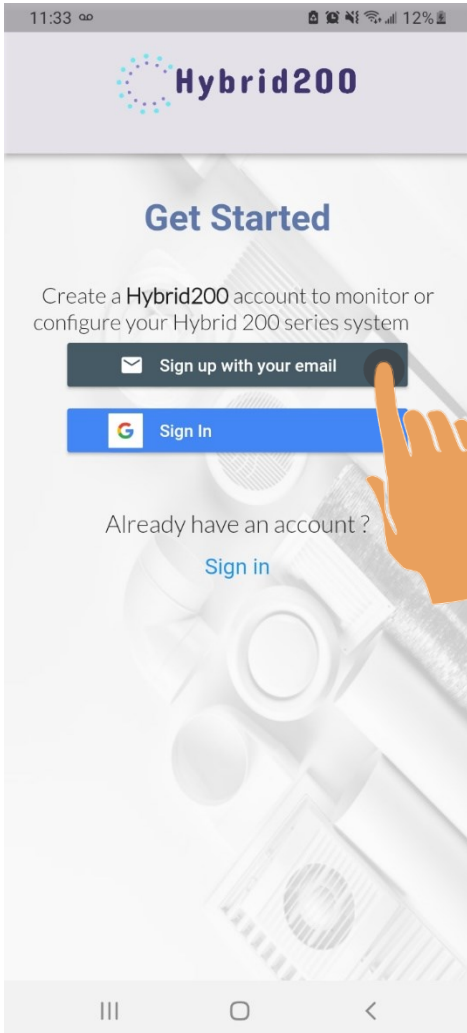 11:33
12%
Hybrid200
Get Started
Create a Hybrid200 account to monitor or
configure your Hybrid 200 series system
Sign up with your email
G Sign In
Already have an account ?
Sign in